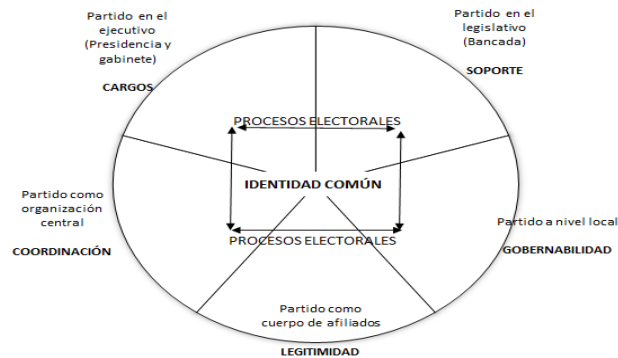 Partido en el
ejecutivo
(Presidencia y
gabinete)
CARGOS
Partido en el
legislativo
(Bancada)
SOPORTE
PROCESOS ELECTORALES
IDENTIDAD COMÚN
Partido como
organización
central
COORDINACIÓN
Partido a nivel local
GOBERNABILIDAD
PROCESOS ELECTORALES
Partido como
cuerpo de afiliados
LEGITIMIDAD